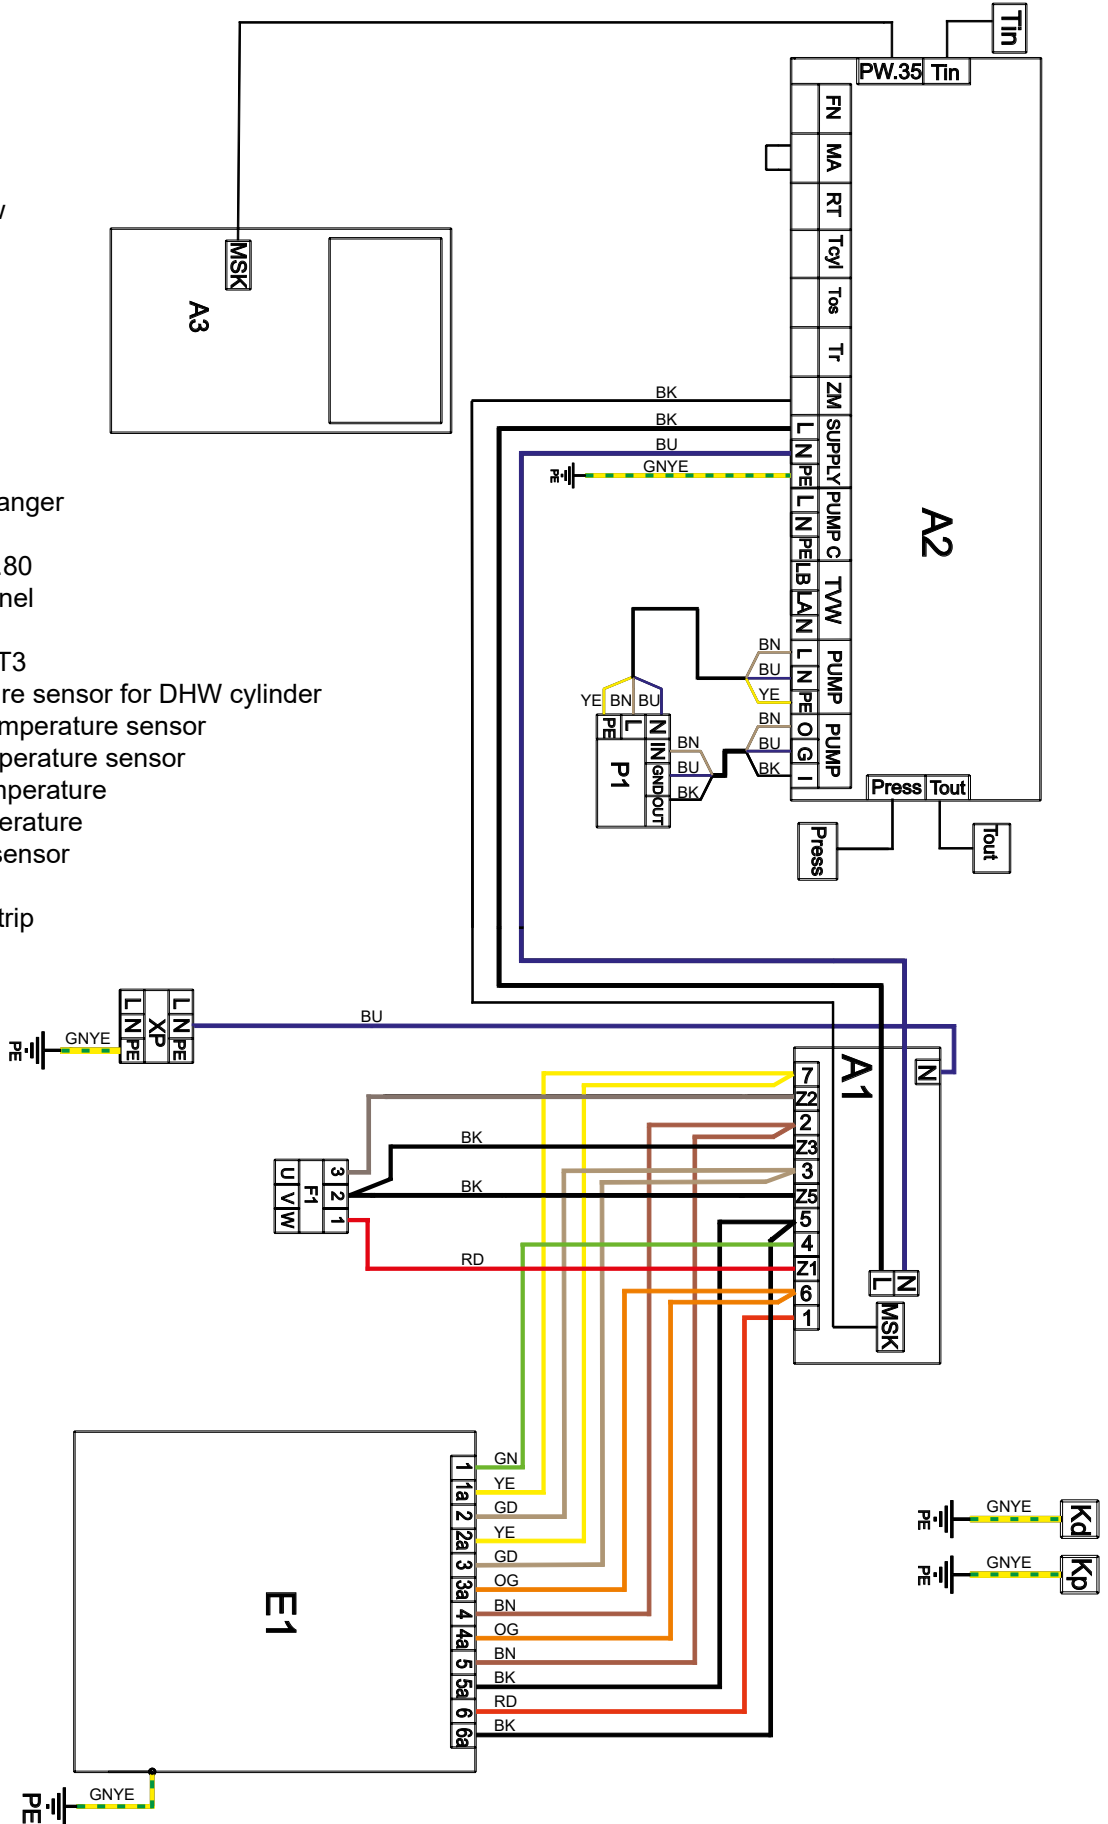 Tin
PW.35 Tin
FN
MA
RT
Tcyl
Tos
Tr
ZM
SUPPLY
L
N
PE
PUMP C
L
N
PE
TVW
LB
LA
N
PUMP
L
N
PE
PUMP
O
G
I
A2
Press Tout
Press
Tout
MSK
A3
BK
BK
BU
GNYE
PE
BN
BU
YE
BN
BU
BK
YE BN BU
PE L N
IN
GND
OUT
P1
BN
BU
BK
anger
80
nel
T3
re sensor for DHW cylinder
mperature sensor
perature sensor
mperature
erature
sensor
trip
L N PE
XP
L N PE
BU
GNYE
PE
A1
N
7
Z2
2
Z3
3
Z5
5
4
Z1
6
1
L N
MSK
BK
BK
RD
3
2
1
F1
U
V
W
E1
1
1a
2
2a
3
3a
4
4a
5
5a
6
6a
GN
YE
GD
YE
GD
OG
BN
OG
BN
BK
RD
BK
GNYE
PE
Kd
GNYE
PE
Kp
GNYE
PE